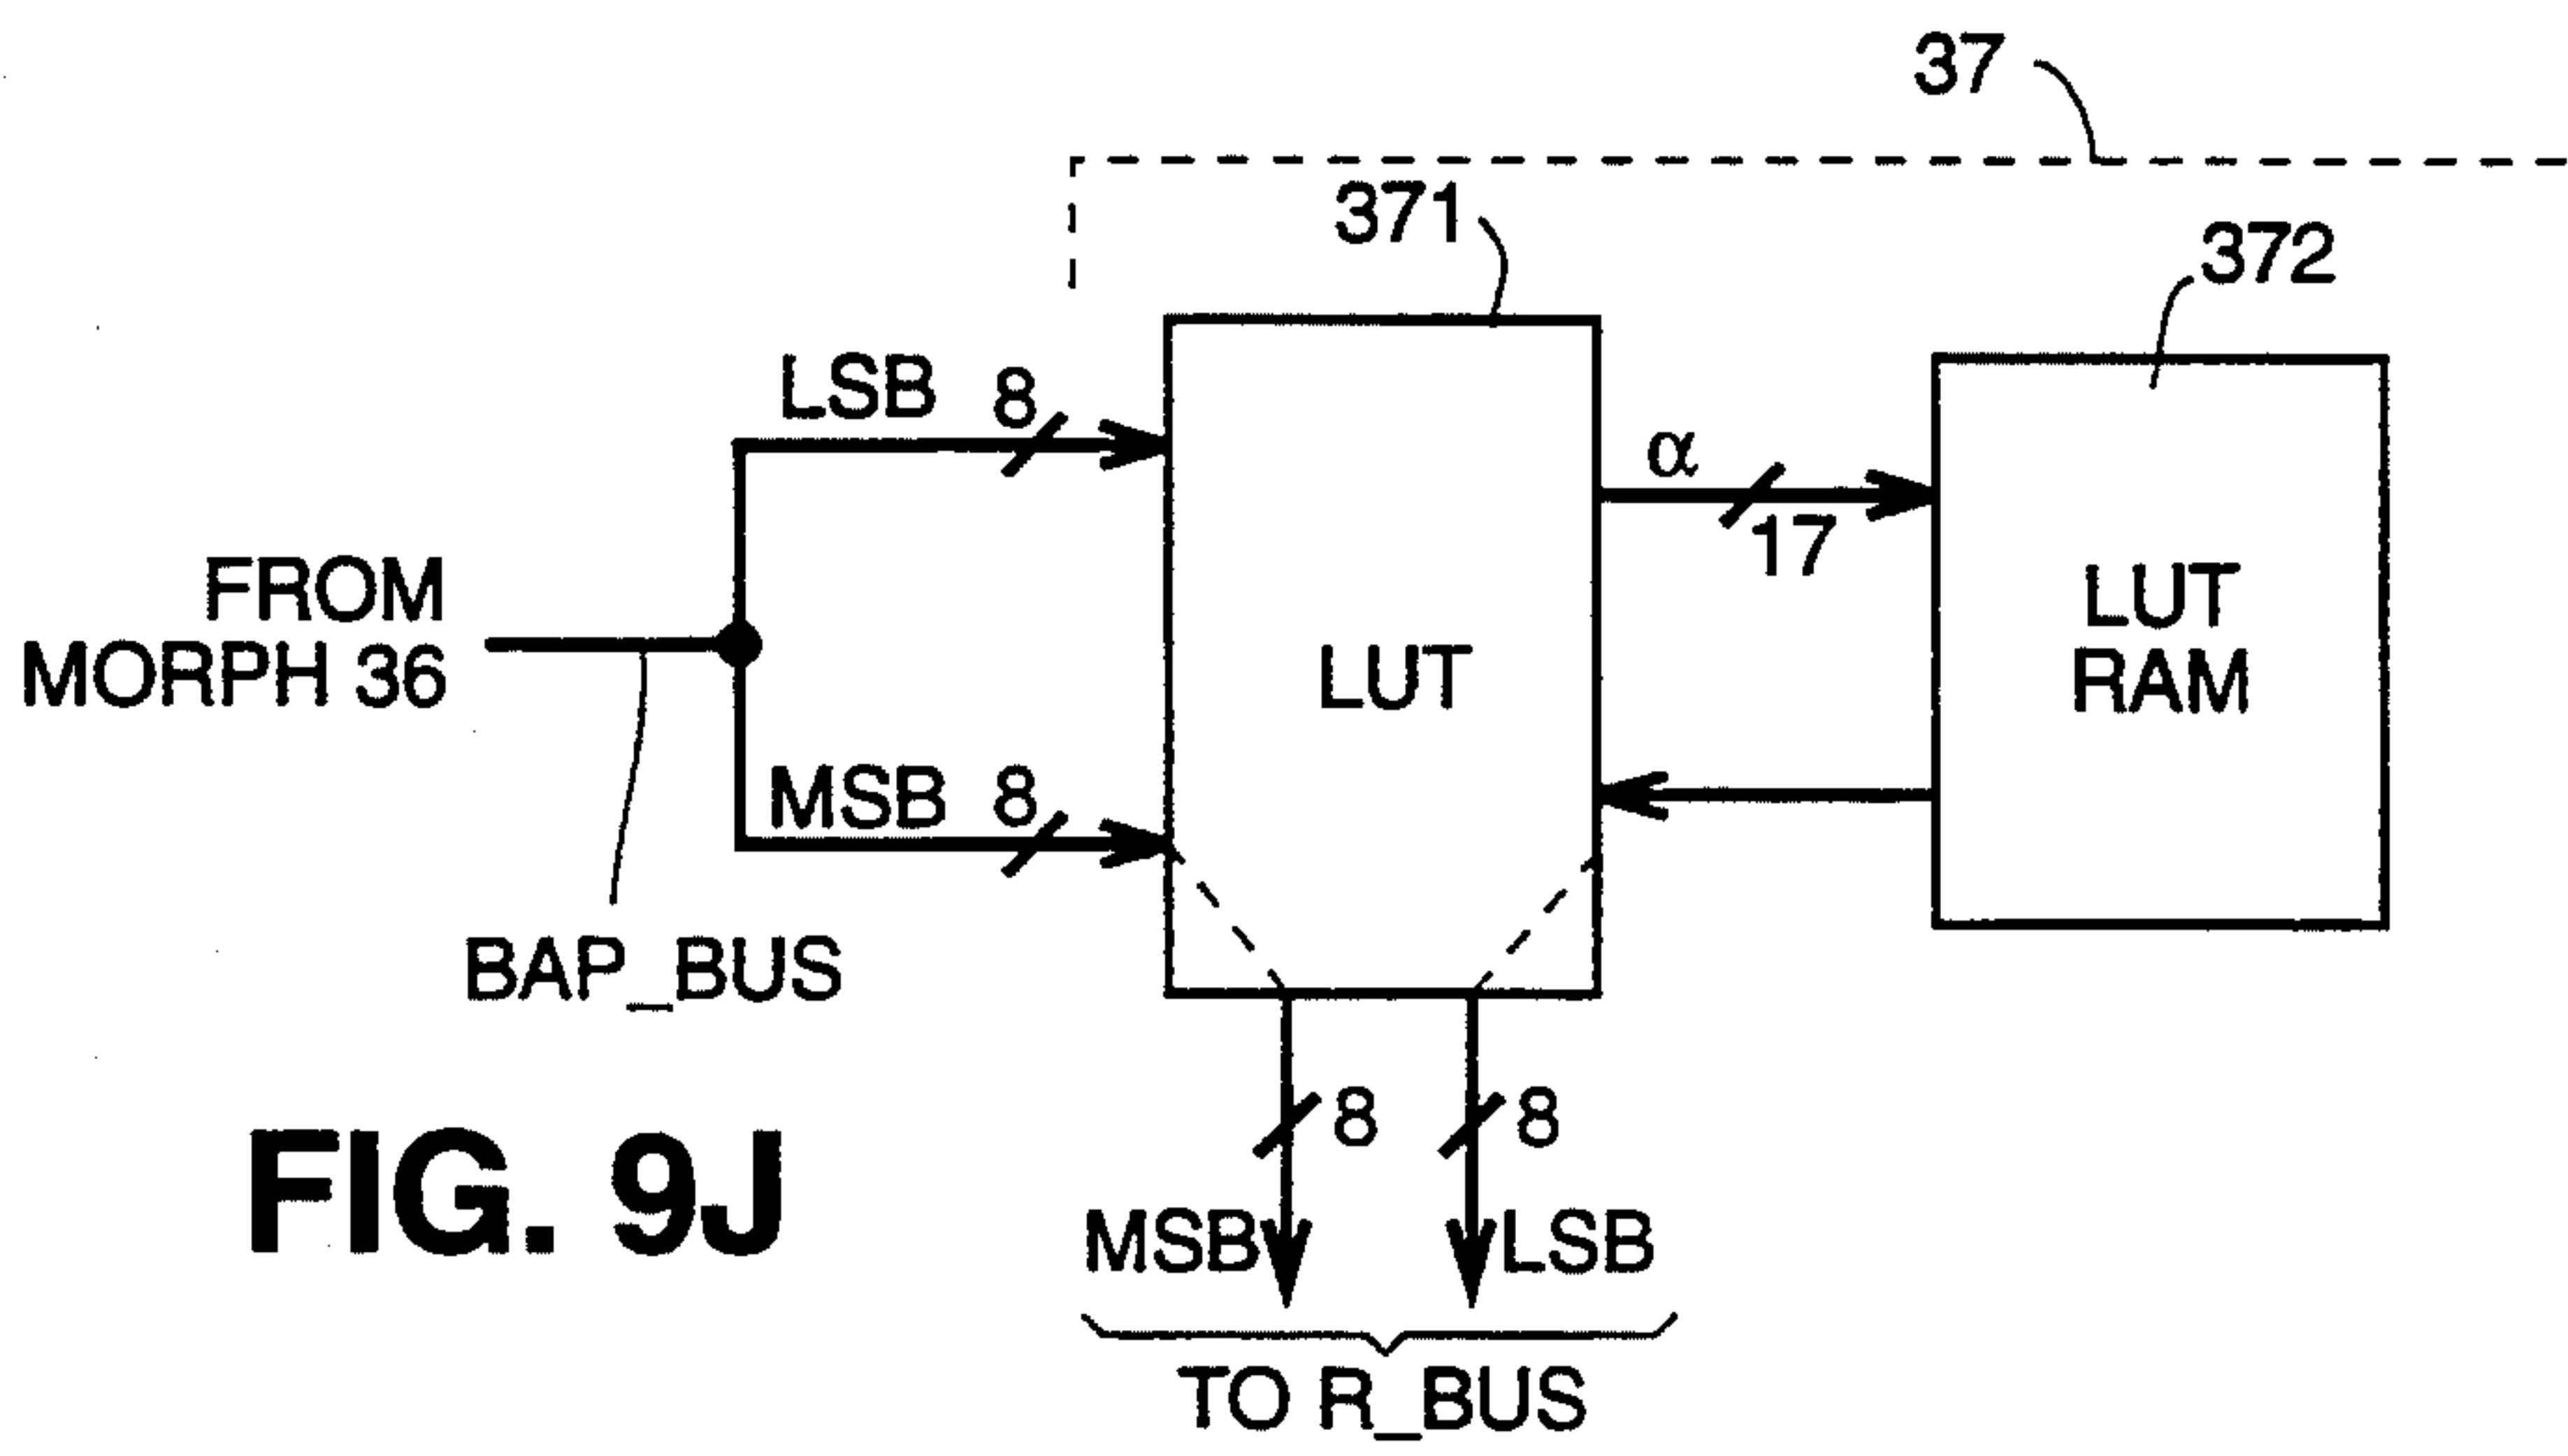 37
371
372
LSB 8
α
17
FROM
MORPH 36
LUT
LUT
RAM
MSB 8
BAP_BUS
8
8
FIG. 9J
MSB
LSB
TO R_BUS